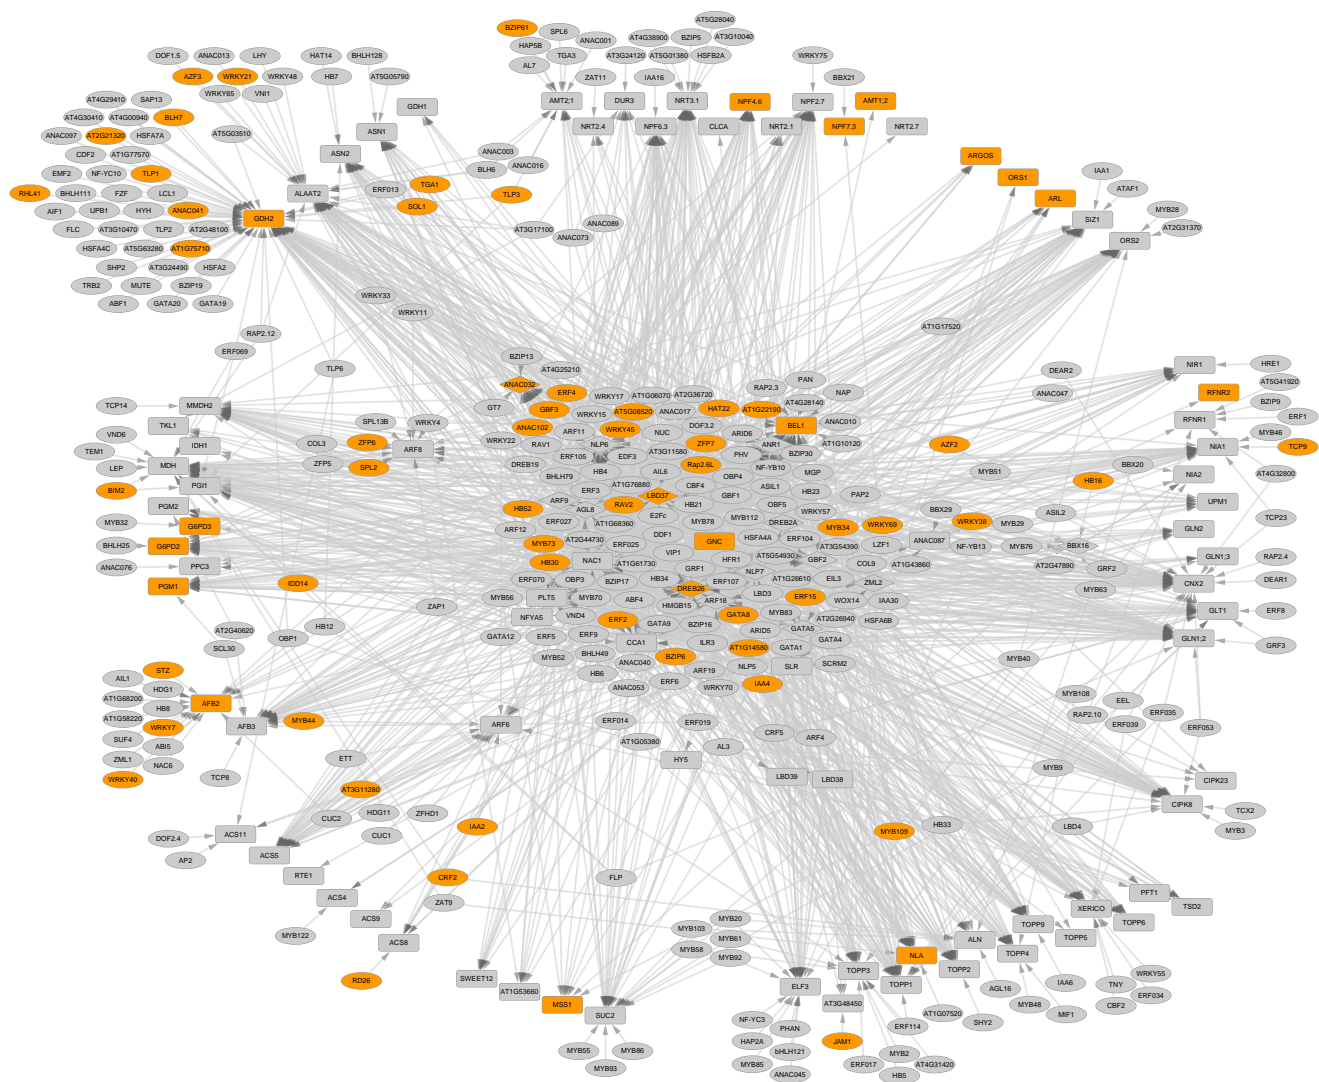 AT5G28040
BZIP61
SPL6
AT4G38900
BZIP5
AT3G10040
HAP5B
ANAC001
DOF1.5
ANAC013
LHY
HAT14
BHLH128
AL7
TGA3
AT3G24120
AT5G01380
HSFB2A
WRKY75
AZF3
WRKY21
WRKY48
HB7
AT5G05790
ZAT11
IAA16
BBX21
WRKY65
VNI1
AT4G29410
SAP13
GDH1
AMT2;1
DUR3
NRT3.1
NPF4.6
NPF2.7
AMT1;2
AT4G30410
AT4G00940
BLH7
ANAC097
AT2G21320
HSFA7A
AT5G03510
ASN1
NRT2.4
NPF6.3
CLCA
NRT2.1
NPF7.3
NRT2.7
CDF2
AT1G77570
ASN2
ANAC003
ARGOS
EMF2
NF-YC10
TLP1
BLH6
ANAC016
ORS1
RHL41
BHLH111
FZF
LCL1
ALAAT2
ERF013
TGA1
TLP3
ARL
IAA1
ATAF1
AIF1
UPB1
HYH
ANAC041
GDH2
SOL1
SIZ1
MYB28
FLC
AT3G10470
TLP2
AT2G48100
AT3G17100
ANAC073
ANAC089
ORS2
AT2G31370
HSFA4C
AT5G63280
AT1G75710
SHP2
AT3G24490
HSFA2
TRB2
MUTE
BZIP19
ABF1
GATA20
GATA19
WRKY33
WRKY11
AT1G17520
RAP2.12
ERF069
TLP6
BZIP13
AT4G25210
ANAC032
ERF4
WRKY17
AT1G06070
AT2G36720
RAP2.3
PAN
NAP
AT4G28140
DEAR2
ANAC047
NIR1
HRE1
AT5G41920
RFNR2
BZIP9
TCP14
MMDH2
GT7
GBF3
WRKY15
AT5G08520
ANAC017
HAT22
AT1G22190
ANAC010
RFNR1
ERF1
TKL1
SPL13B
WRKY4
ANAC102
ARF11
WRKY45
NUC
DOF3.2
BEL1
MYB46
VND6
IDH1
COL3
ZFP6
ARF8
WRKY22
RAV1
NLP6
ARID6
ZFP7
ANR1
AT1G10120
AZF2
NIA1
TCP9
TEM1
MDH
ZFP5
SPL2
ERF105
EDF3
AT3G11580
PHV
BZIP30
LEP
PGI1
DREB19
HB4
AIL6
Rap2.6L
NF-YB10
MGP
MYB51
BBX20
NIA2
AT4G32800
BIM2
PGM2
BHLH79
ERF3
AT1G76880
LBD37
CBF4
OBP4
ASIL1
HB23
PAP2
HB16
UPM1
MYB32
G6PD3
HB52
ARF9
AGL8
RAV2
HB21
GBF1
OBF5
WRKY57
BBX29
WRKY38
MYB29
ASIL2
TCP23
BHLH25
G6PD2
ARF12
ERF027
AT1G68360
E2Fc
MYB78
MYB112
DREB2A
MYB34
WRKY69
GLN2
PPC3
MYB73
AT2G44730
ERF025
DDF1
GNC
HSFA4A
ERF104
AT3G54390
LZF1
ANAC087
NF-YB13
MYB76
BBX16
GLN1;3
RAP2.4
ANAC076
PGM1
IDD14
HB30
NAC1
AT1G61730
VIP1
HFR1
AT5G54930
GBF2
COL9
AT1G43860
AT2G47890
GRF2
CNX2
DEAR1
ZAP1
ERF070
OBP3
BZIP17
HB34
GRF1
NLP7
AT1G26610
EIL3
ZML2
MYB63
MYB56
PLT5
MYB70
ABF4
DREB26
ERF107
LBD3
ERF15
WOX14
IAA30
GLT1
ERF8
AT2G40620
HB12
NFYA5
VND4
HMGB15
ARF18
GATA8
MYB83
AT2G26940
HSFA6B
GRF3
SCL30
OBP1
GATA12
ERF5
ERF9
ERF2
GATA9
BZIP16
ARID5
GATA5
GATA4
GLN1;2
STZ
MYB52
BHLH49
CCA1
ILR3
AT1G14580
GATA1
MYB40
AIL1
HDG1
HB6
ANAC040
BZIP6
ARF19
NLP5
SLR
SCRM2
AT1G68200
HB8
AFB2
ANAC053
ERF6
WRKY70
IAA4
MYB108
EEL
AT1G58220
WRKY7
AFB3
MYB44
ARF6
ERF014
ERF019
RAP2.10
ERF039
ERF035
SUF4
ABI5
AT1G05380
CRF5
ARF4
ERF053
ZML1
NAC6
ETT
HY5
AL3
MYB9
WRKY40
TCP8
AT3G11280
LBD39
LBD38
CIPK23
CUC2
HDG11
ZFHD1
CIPK8
DOF2.4
ACS11
CUC1
IAA2
MYB109
HB33
LBD4
TCX2
MYB3
AP2
ACS5
RTE1
CRF2
FLP
ACS4
ZAT9
PFT1
MYB122
ACS9
MYB20
XERICO
TSD2
ACS8
MYB103
MYB61
TOPP9
TOPP6
MYB58
MYB92
ALN
TOPP5
RD26
SWEET12
NLA
TOPP4
AT1G53660
ELF3
TOPP3
TOPP1
TOPP2
AGL16
IAA6
TNY
WRKY55
MSS1
SUC2
AT3G48450
MYB48
MIF1
CBF2
ERF034
NF-YC3
PHAN
AT1G07520
SHY2
HAP2A
JAM1
ERF114
MYB55
MYB86
bHLH121
MYB2
MYB93
MYB85
ERF017
AT4G31420
ANAC045
HB5